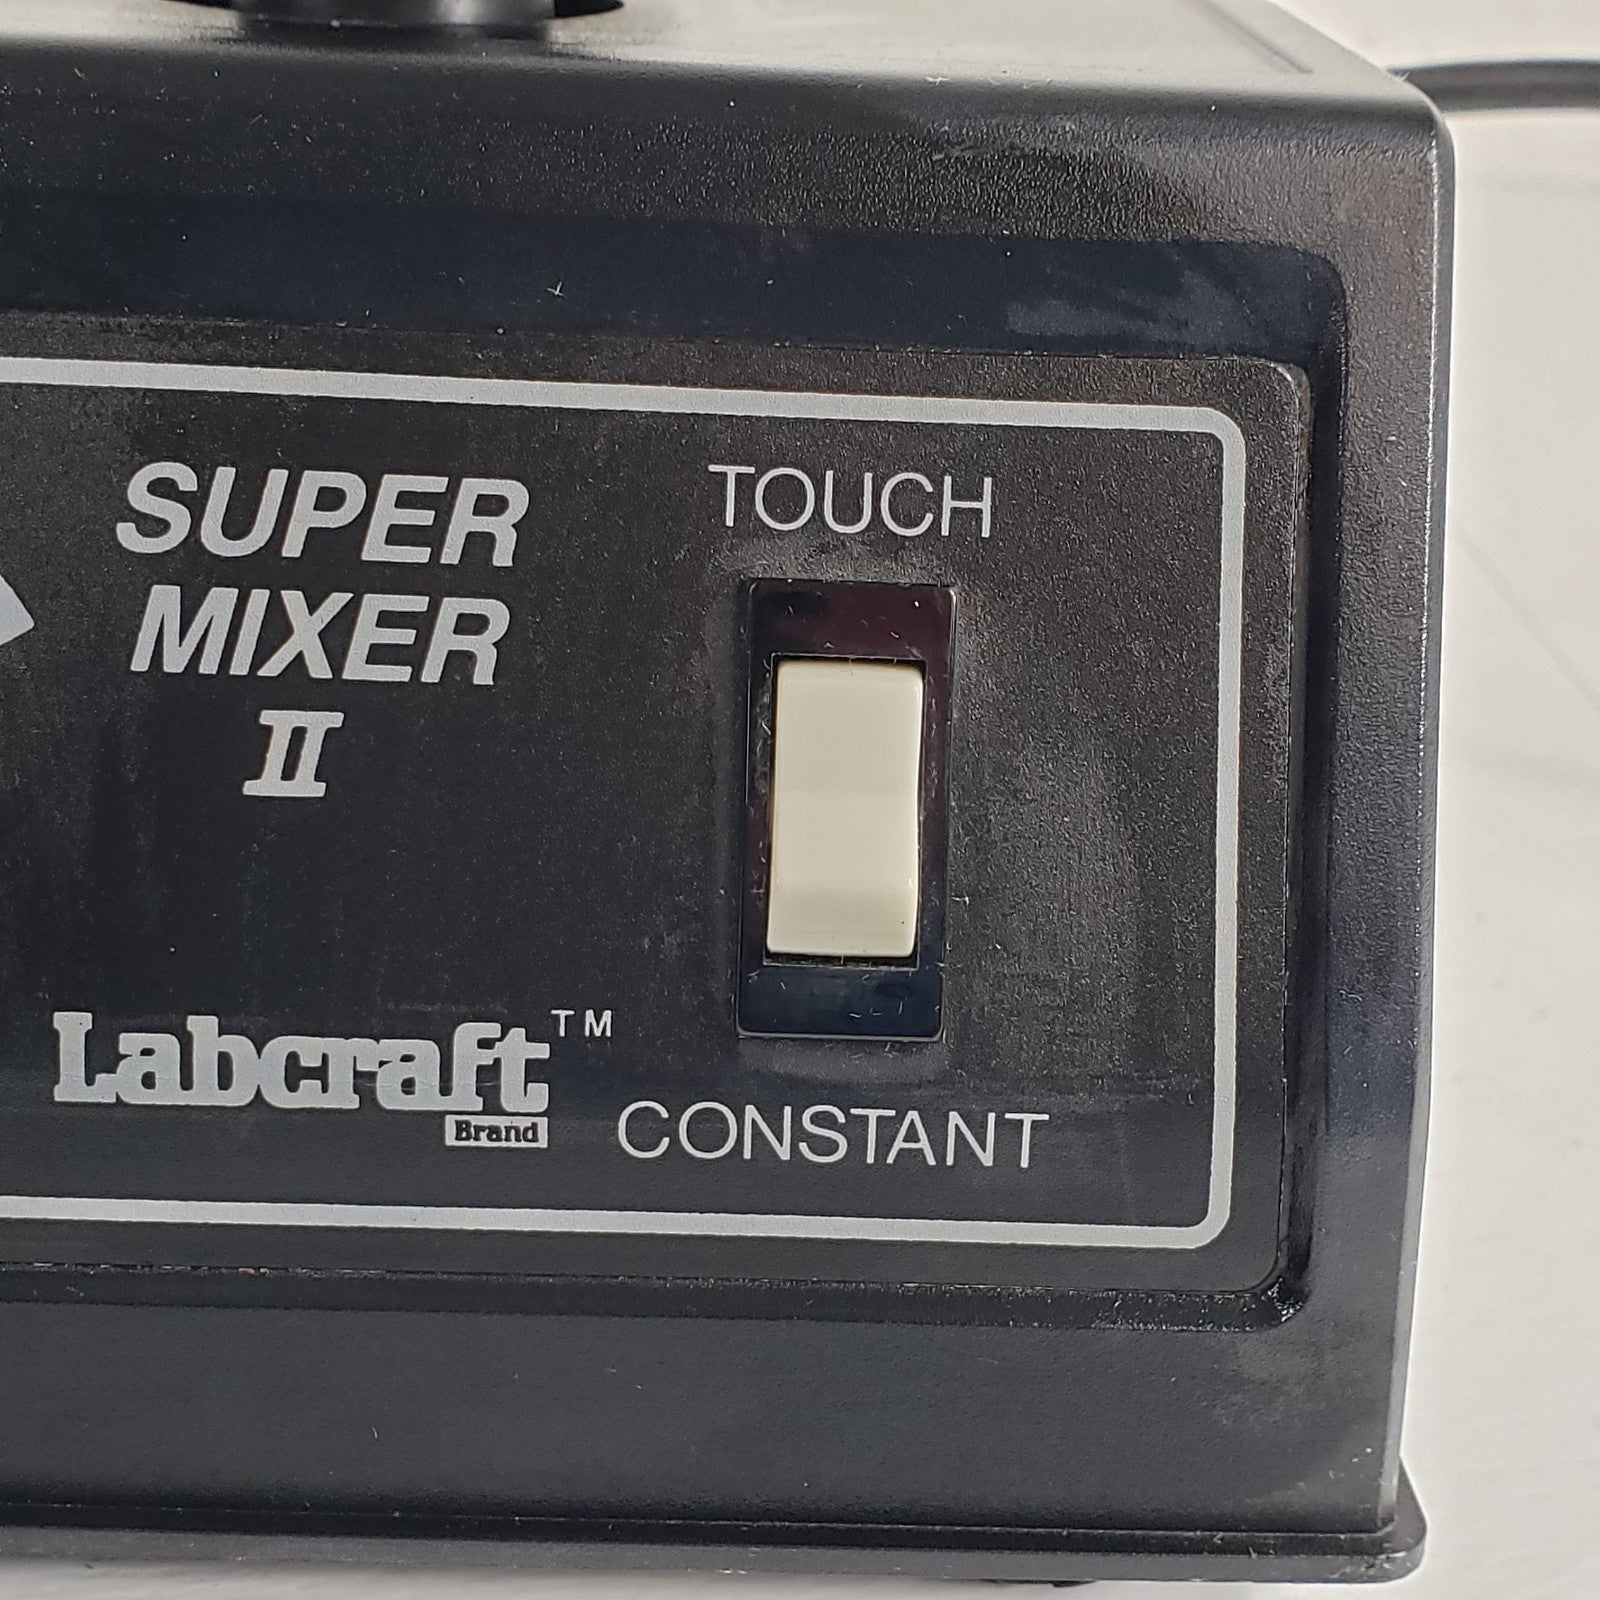 SUPER
MIXER
II
TOUCH
Labcraft™
Brand
CONSTANT